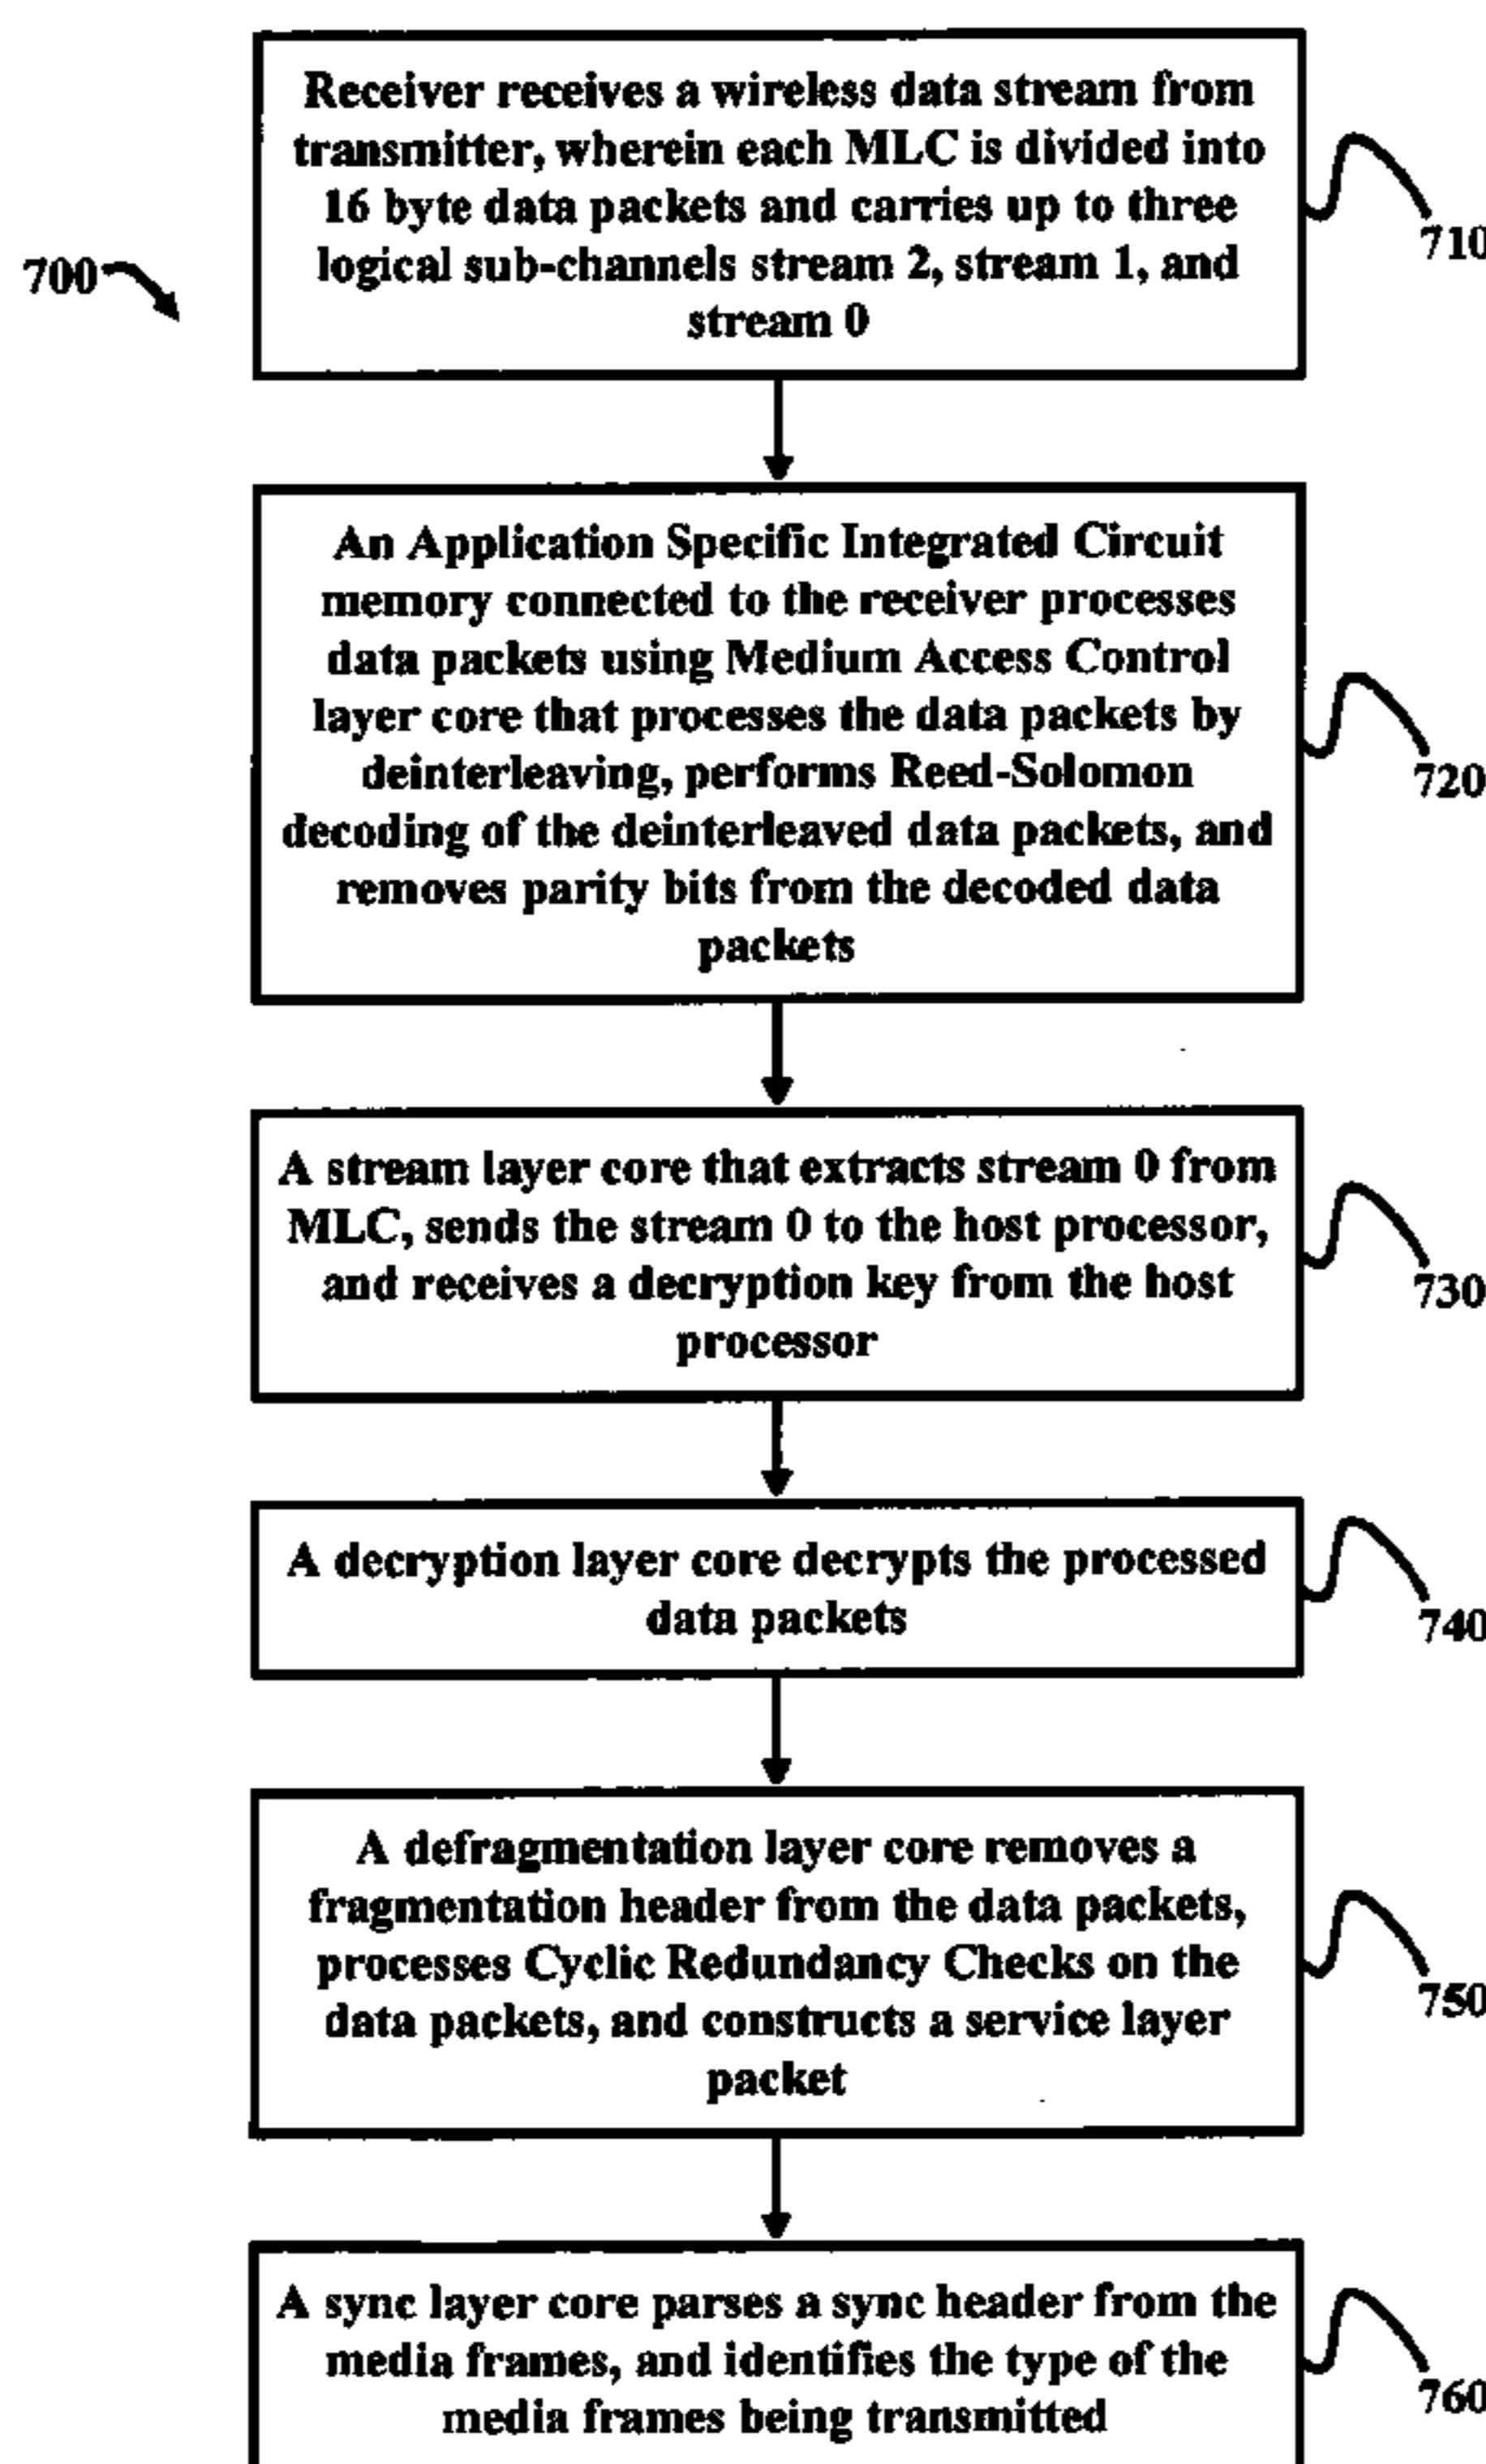 Receiver receives a wireless data stream from
transmitter, wherein each MLC is divided into
16 byte data packets and carries up to three
logical sub-channels stream 2, stream 1, and
stream 0
710
700
An Application Specific Integrated Circuit
memory connected to the receiver processes
data packets using Medium Access Control
layer core that processes the data packets by
deinterleaving, performs Reed-Solomon
decoding of the deinterleaved data packets, and
removes parity bits from the decoded data
packets
720
A stream layer core that extracts stream 0 from
MLC, sends the stream 0 to the host processor,
and receives a decryption key from the host
processor
730
A decryption layer core decrypts the processed
data packets
740
A defragmentation layer core removes a
fragmentation header from the data packets,
processes Cyclic Redundancy Checks on the
data packets, and constructs a service layer
packet
750
A sync layer core parses a sync header from the
media frames, and identifies the type of the
media frames being transmitted
760